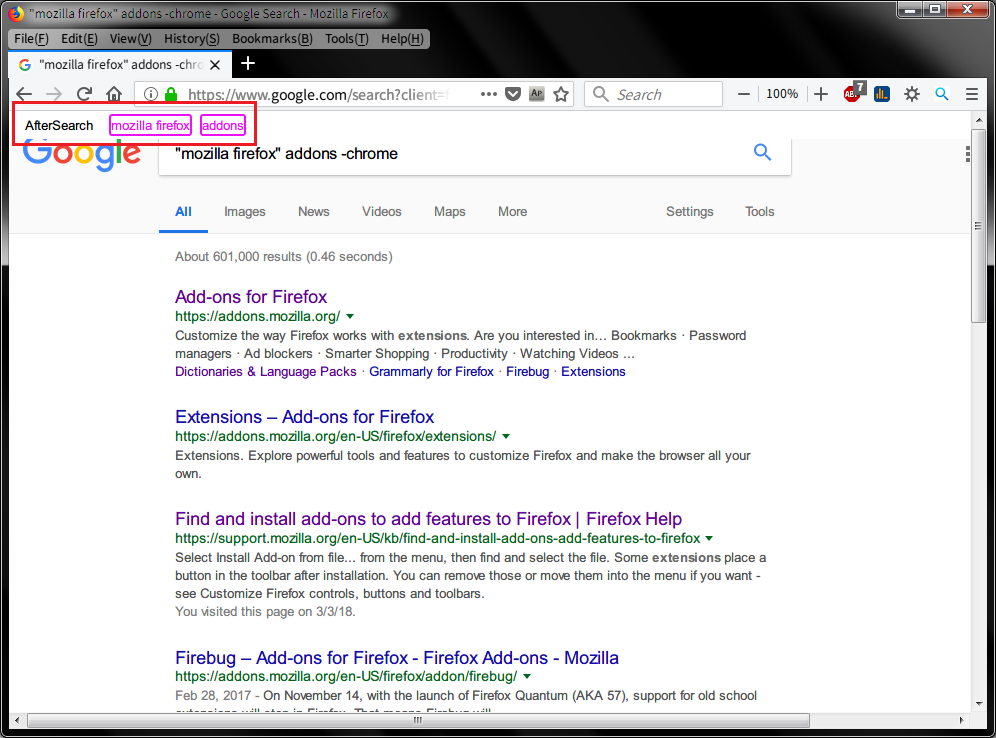 "mozilla firefox" addons -chrome - Google Search - Mozilla Firefox
File(F) Edit(E) View(V) History(S) Bookmarks(B) Tools(T) Help(H)
"mozilla firefox" addons -chro
https://www.google.com/search?client= AP Search 100% ABP 7
AfterSearch mozilla firefox addons
Google "mozilla firefox" addons -chrome
All Images News Videos Maps More Settings Tools
About 601,000 results (0.46 seconds)
Add-ons for Firefox
https://addons.mozilla.org/
Customize the way Firefox works with extensions. Are you interested in... Bookmarks · Password
managers · Ad blockers · Smarter Shopping · Productivity · Watching Videos ...
Dictionaries & Language Packs · Grammarly for Firefox · Firebug · Extensions
Extensions – Add-ons for Firefox
https://addons.mozilla.org/en-US/firefox/extensions/
Extensions. Explore powerful tools and features to customize Firefox and make the browser all your
own.
Find and install add-ons to add features to Firefox | Firefox Help
https://support.mozilla.org/en-US/kb/find-and-install-add-ons-add-features-to-firefox
Select Install Add-on from file... from the menu, then find and select the file. Some extensions place a
button in the toolbar after installation. You can remove those or move them into the menu if you want -
see Customize Firefox controls, buttons and toolbars.
You visited this page on 3/3/18.
Firebug – Add-ons for Firefox - Firefox Add-ons - Mozilla
https://addons.mozilla.org/en-US/firefox/addon/firebug/
Feb 28, 2017 - On November 14, with the launch of Firefox Quantum (AKA 57), support for old school
extensions will stop in Firefox. That means Firebug will